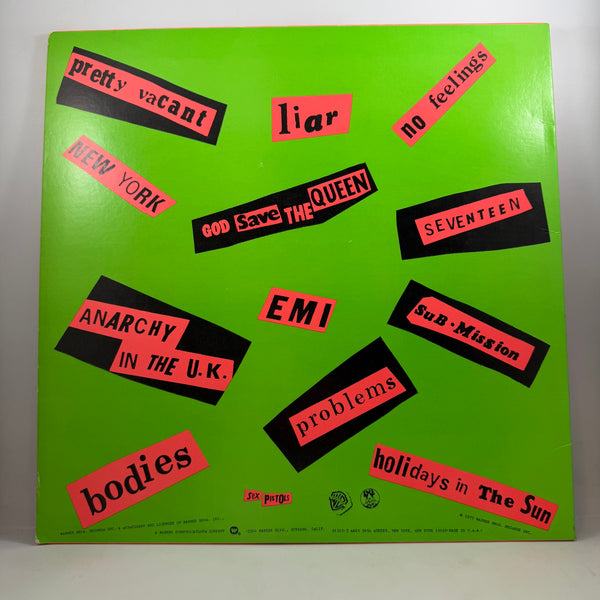 pretty vacant
liar
no feelings
NEW YORK
GOD Save THE QUEEN
SEVENTEEN
ANARCHY
IN THE U.K.
EMI
SuB·Mission
problems
bodies
holidays in The Sun
SEX PISTOLS